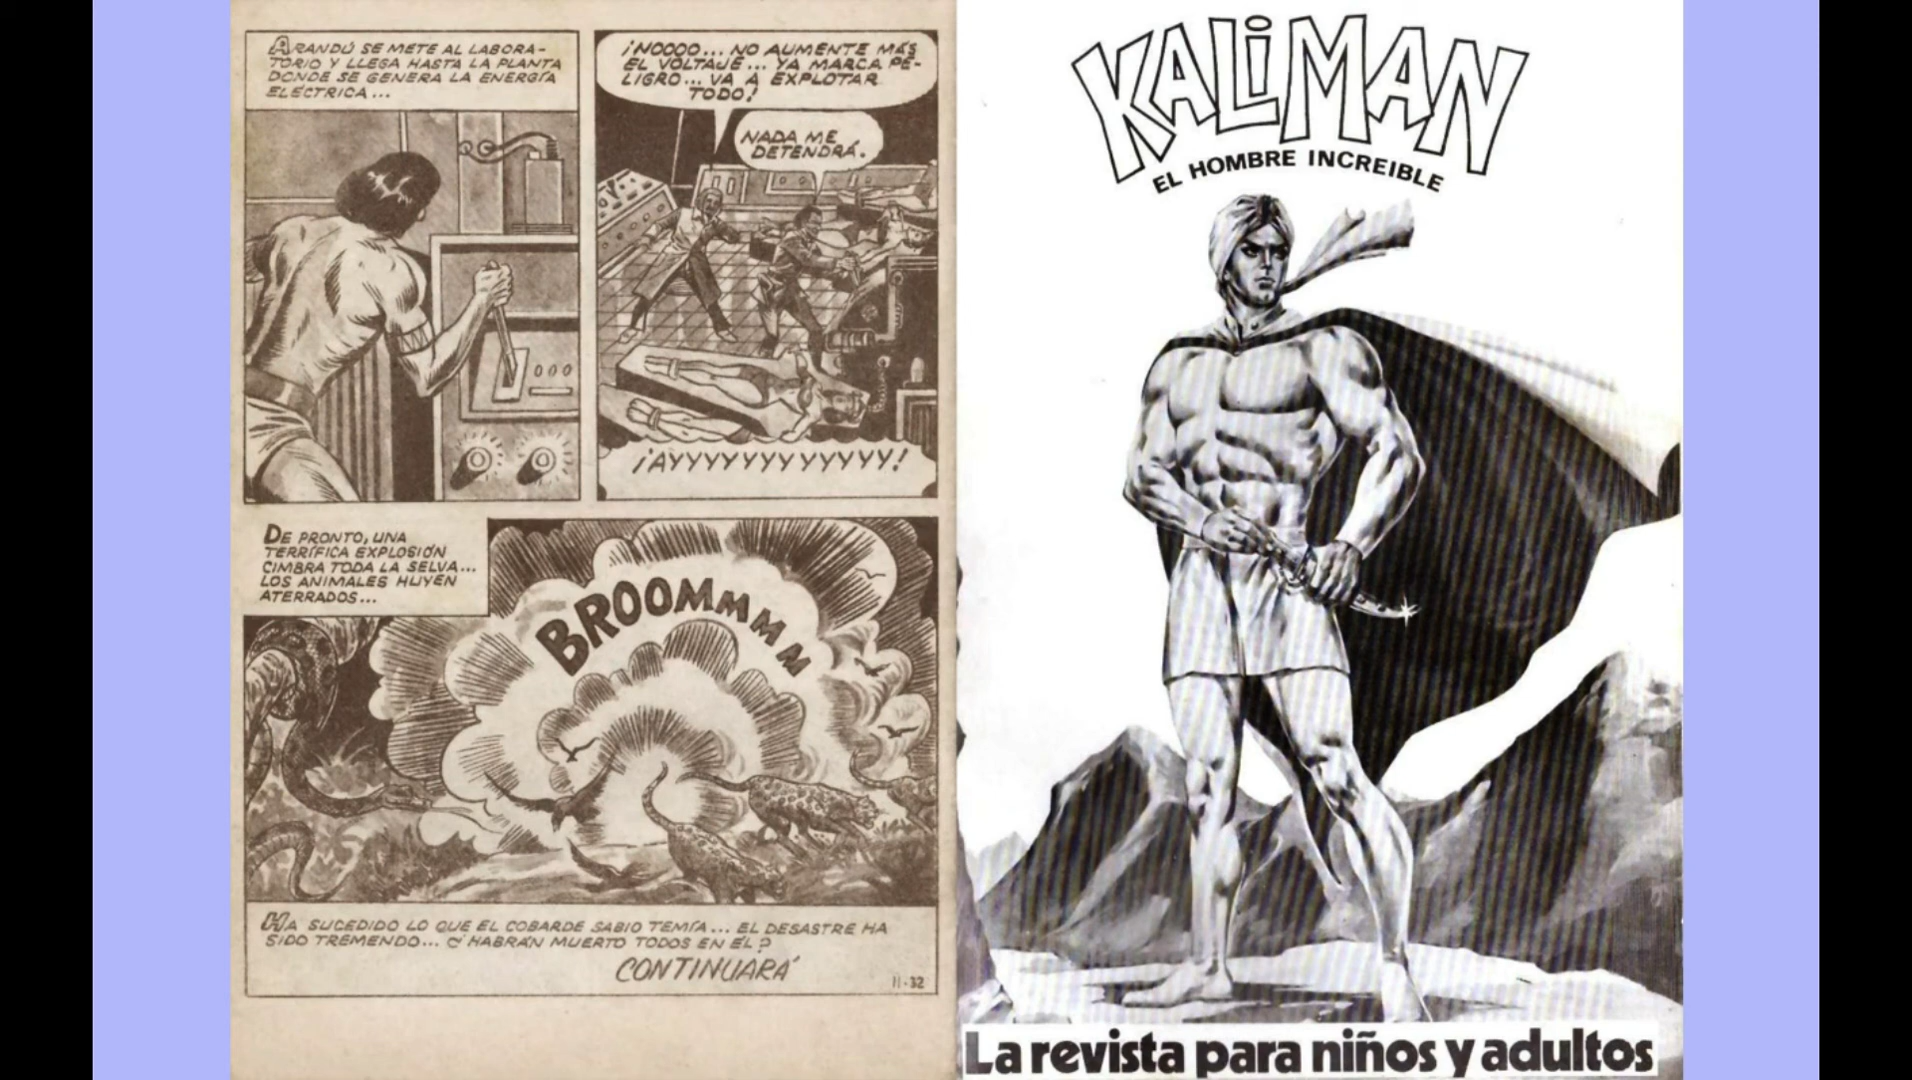 ARANDÚ SE METE AL LABORA-
TORIO Y LLEGA HASTA LA PLANTA
DONDE SE GENERA LA ENERGÍA
ELÉCTRICA...
¡NOOOO... NO AUMENTE MÁS
EL VOLTAJE... YA MARCA PE-
LIGRO... VA A EXPLOTAR
TODO!
NADA ME
DETENDRÁ.
¡AYYYYYYYYYYYYY!
DE PRONTO, UNA
TERRÍFICA EXPLOSIÓN
CIMBRA TODA LA SELVA...
LOS ANIMALES HUYEN
ATERRADOS...
BROOMMMMM
HA SUCEDIDO LO QUE EL COBARDE SABIO TEMÍA... EL DESASTRE HA
SIDO TREMENDO... ¿HABRÁN MUERTO TODOS EN ÉL?
CONTINUARÁ
11-32
KALiMAN
EL HOMBRE INCREIBLE
La revista para niños y adultos